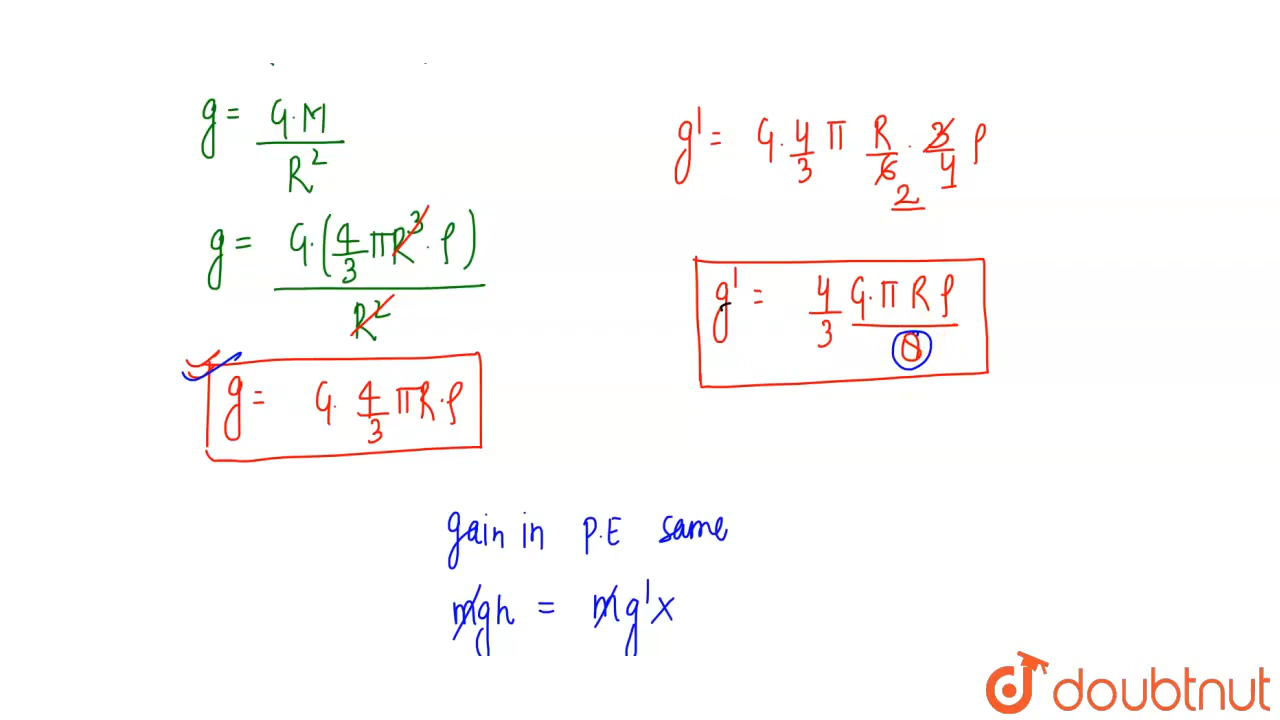 g = G.M / R²
g = G.(4/3 πR³.ρ) / R²
g = G. 4/3 πR.ρ
g' = G. 4/3 π R/6 2 . 3/4 ρ
g' = 4/3 G.π R ρ / 8
gain in P.E same
mgh = mg'x
doubtnut